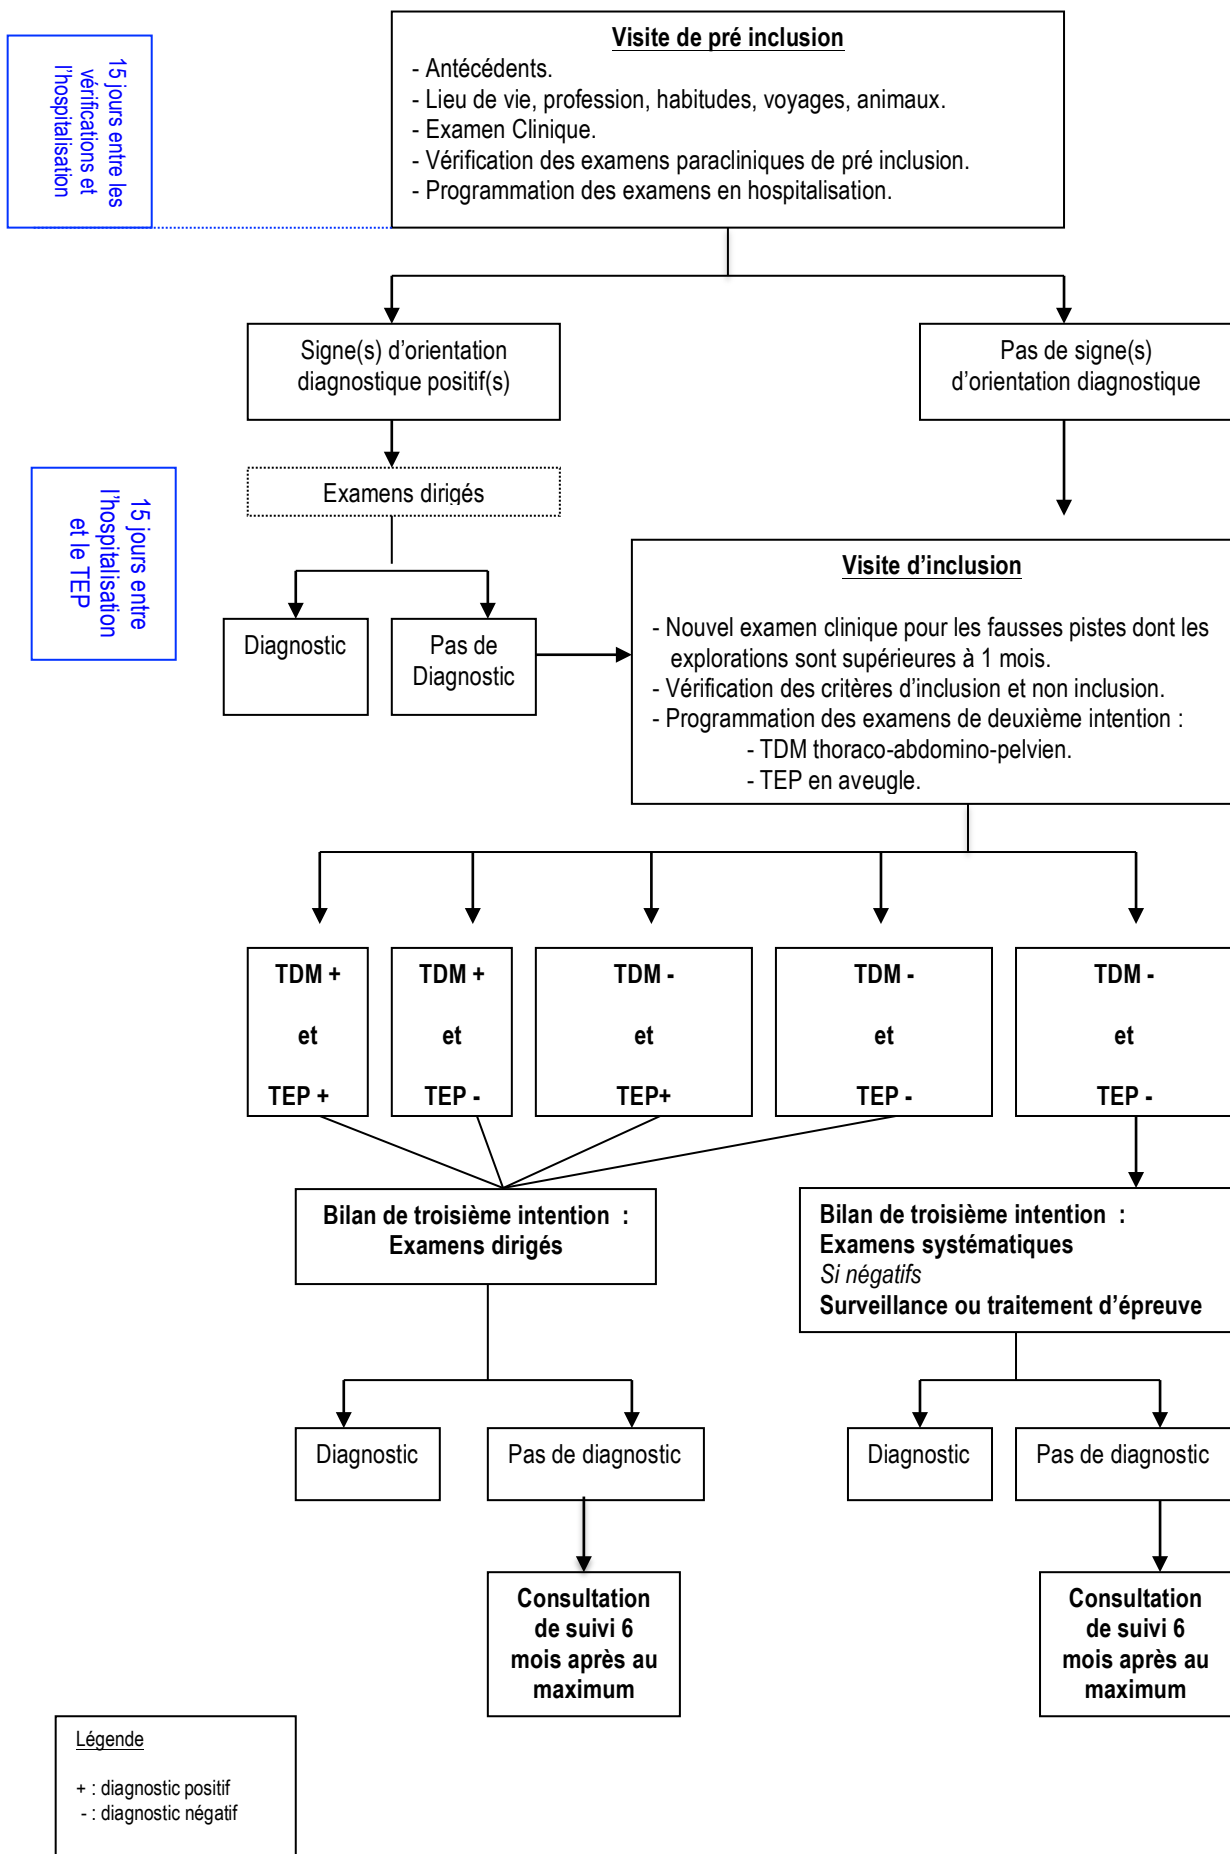 Visite de pré inclusion
- Antécédents.
- Lieu de vie, profession, habitudes, voyages, animaux.
- Examen Clinique.
- Vérification des examens paracliniques de pré inclusion.
- Programmation des examens en hospitalisation.
15 jours entre les
vérifications et
l'hospitalisation
Signe(s) d'orientation
diagnostique positif(s)
Pas de signe(s)
d'orientation diagnostique
Examens dirigés
15 jours entre
l'hospitalisation
et le TEP
Diagnostic
Pas de
Diagnostic
Visite d'inclusion
- Nouvel examen clinique pour les fausses pistes dont les
explorations sont supérieures à 1 mois.
- Vérification des critères d'inclusion et non inclusion.
- Programmation des examens de deuxième intention :
- TDM thoraco-abdomino-pelvien.
- TEP en aveugle.
TDM +
et
TEP +
TDM +
et
TEP -
TDM -
et
TEP+
TDM -
et
TEP -
TDM -
et
TEP -
Bilan de troisième intention :
Examens dirigés
Bilan de troisième intention :
Examens systématiques
Si négatifs
Surveillance ou traitement d'épreuve
Diagnostic
Pas de diagnostic
Diagnostic
Pas de diagnostic
Consultation
de suivi 6
mois après au
maximum
Consultation
de suivi 6
mois après au
maximum
Légende
+ : diagnostic positif
- : diagnostic négatif